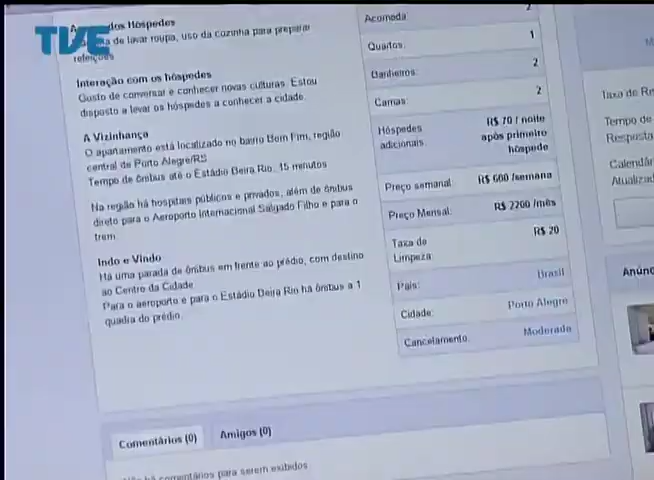 TVE
dos Hóspedes
de lavar roupa, uso da cozinha para preparar
refeições
Interação com os hóspedes
Gosto de conversar e conhecer novas culturas. Estou
disposto a levar os hóspedes a conhecer a cidade.
A Vizinhança
O apartamento está localizado no bairro Bom Fim, região
central de Porto Alegre/RS
Tempo de ônibus até o Estádio Beira Rio: 15 minutos
Na região há hospitais públicos e privados, além de ônibus
direto para o Aeroporto Internacional Salgado Filho e para o
trem
Indo e Vindo
Há uma parada de ônibus em frente ao prédio, com destino
ao Centro da Cidade
Para o aeroporto e para o Estádio Beira Rio há ônibus a 1
quadra do prédio.
Acomoda: 2
Quartos: 1
Banheiros: 2
Camas: 2
Hóspedes R$ 70 / noite
adicionais: após primeiro
hóspede
Preço semanal: R$ 600 /semana
Preço Mensal: R$ 2200 /mês
Taxa de R$ 20
Limpeza:
País: Brasil
Cidade: Porto Alegre
Cancelamento: Moderada
Taxa de Re
Tempo de
Resposta
Calendár
Atualizad
Anúnc
Comentários (0) Amigos (0)
Não há comentários para serem exibidos